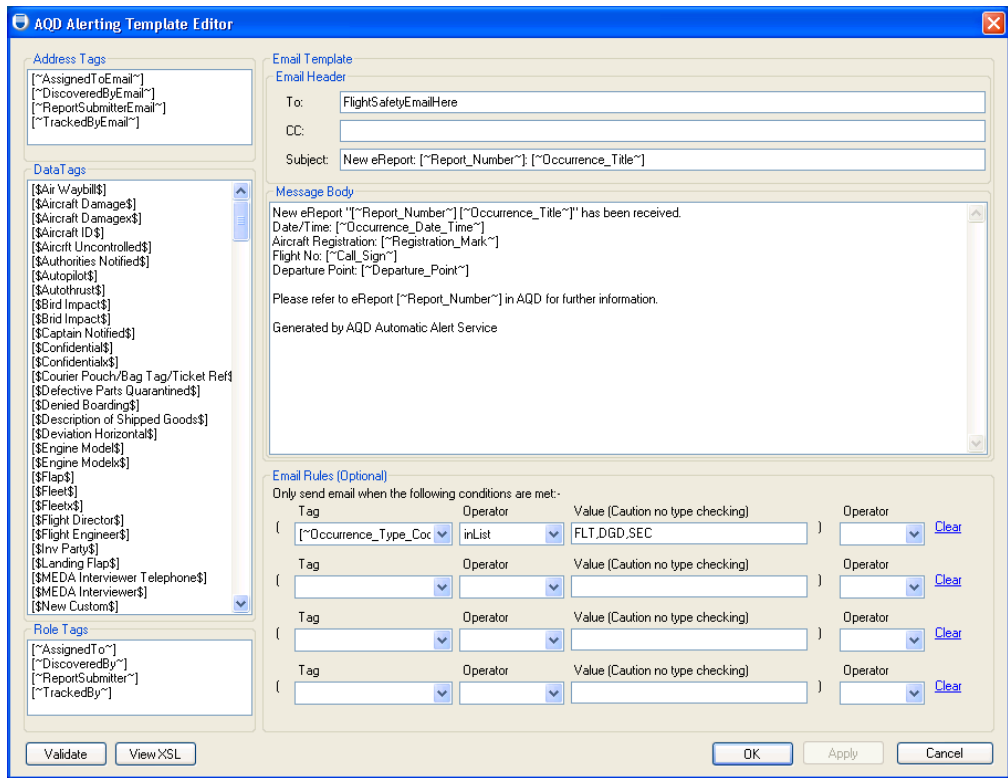 AQD Alerting Template Editor
Address Tags
[~AssignedToEmail~]
[~DiscoveredByEmail~]
[~ReportSubmitterEmail~]
[~TrackedByEmail~]
DataTags
[$Air Waybill$]
[$Aircraft Damage$]
[$Aircraft Damagex$]
[$Aircraft ID$]
[$Aircrft Uncontrolled$]
[$Authorities Notified$]
[$Autopilot$]
[$Autothrust$]
[$Bird Impact$]
[$Brid Impact$]
[$Captain Notified$]
[$Confidential$]
[$Confidentialx$]
[$Courier Pouch/Bag Tag/Ticket Ref$
[$Defective Parts Quarantined$]
[$Denied Boarding$]
[$Description of Shipped Goods$]
[$Deviation Horizontal$]
[$Engine Model$]
[$Engine Modelx$]
[$Flap$]
[$Fleet$]
[$Fleetx$]
[$Flight Director$]
[$Flight Engineer$]
[$Inv Party$]
[$Landing Flap$]
[$MEDA Interviewer Telephone$]
[$MEDA Interviewer$]
[$New Custom$]
Role Tags
[~AssignedTo~]
[~DiscoveredBy~]
[~ReportSubmitter~]
[~TrackedBy~]
Validate View XSL
Email Template
Email Header
To: FlightSafetyEmailHere
CC:
Subject: New eReport: [~Report_Number~]: [~Occurrence_Title~]
Message Body
New eReport "[~Report_Number~] [~Occurrence_Title~]" has been received.
Date/Time: [~Occurrence_Date_Time~]
Aircraft Registration: [~Registration_Mark~]
Flight No: [~Call_Sign~]
Departure Point: [~Departure_Point~]
Please refer to eReport [~Report_Number~] in AQD for further information.
Generated by AQD Automatic Alert Service
Email Rules (Optional)
Only send email when the following conditions are met:-
Tag Operator Value (Caution no type checking) Operator
( [~Occurrence_Type_Coc inList FLT,DGD,SEC ) Clear
Tag Operator Value (Caution no type checking) Operator
( ) Clear
Tag Operator Value (Caution no type checking) Operator
( ) Clear
Tag Operator Value (Caution no type checking) Operator
( ) Clear
OK Apply Cancel